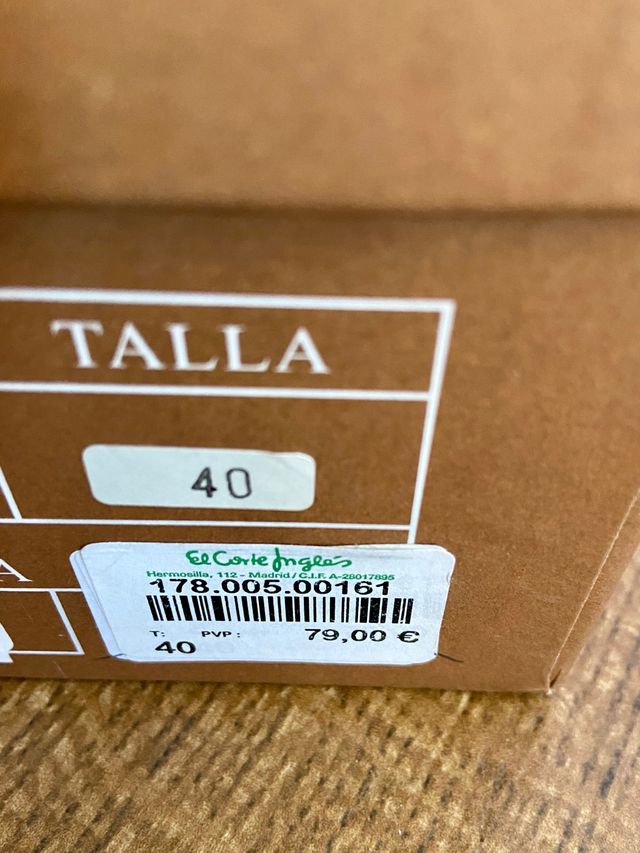 TALLA
40
A
El Corte Inglés
Hermosilla, 112 - Madrid / C.I.F. A-28017895
178.005.00161
T: PVP: 79,00 €
40